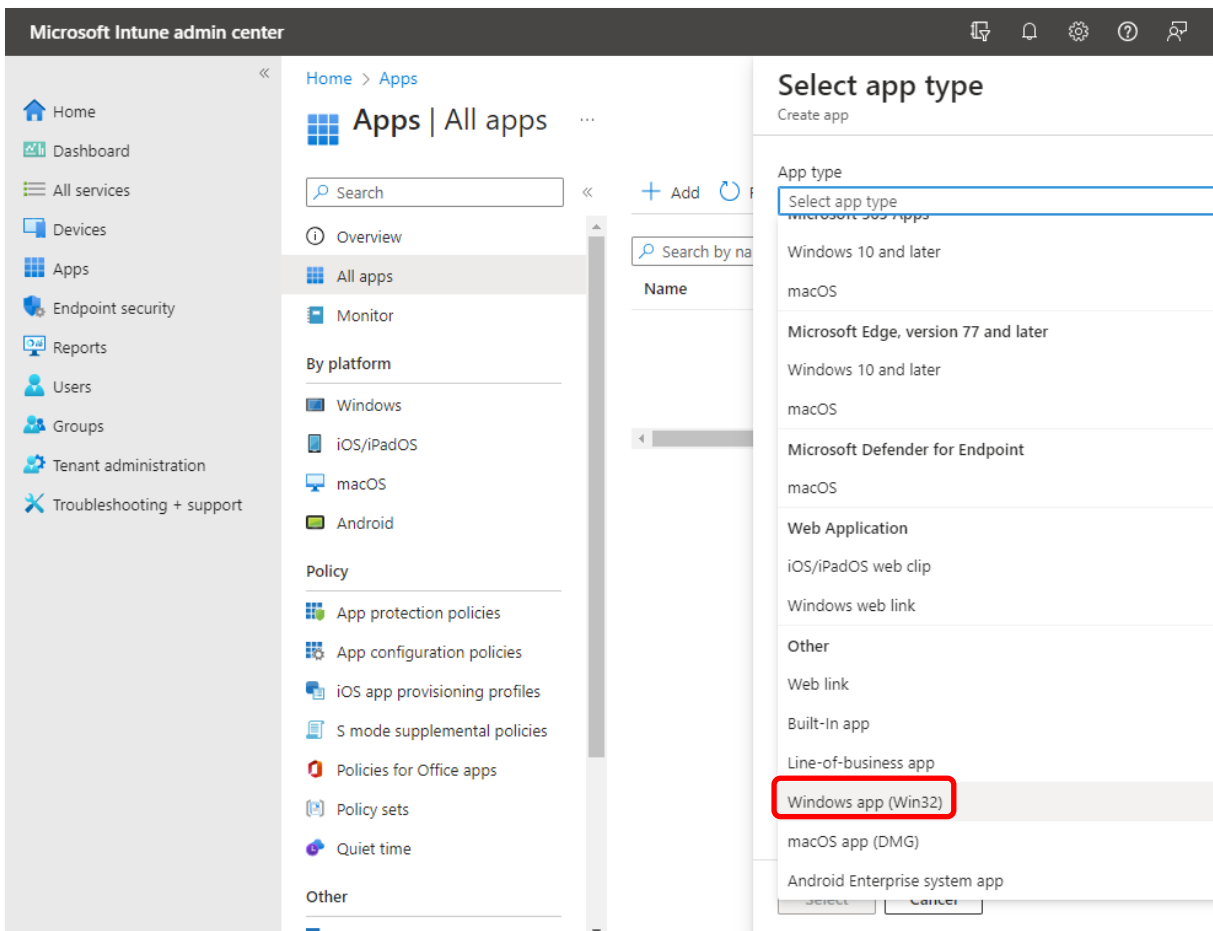 Microsoft Intune admin center
Home
Dashboard
All services
Devices
Apps
Endpoint security
Reports
Users
Groups
Tenant administration
Troubleshooting + support
Home > Apps
Apps | All apps
Search
Overview
All apps
Monitor
By platform
Windows
iOS/iPadOS
macOS
Android
Policy
App protection policies
App configuration policies
iOS app provisioning profiles
S mode supplemental policies
Policies for Office apps
Policy sets
Quiet time
Other
Add
Search by na
Name
Select app type
Create app
App type
Select app type
Microsoft 365 Apps
Windows 10 and later
macOS
Microsoft Edge, version 77 and later
Windows 10 and later
macOS
Microsoft Defender for Endpoint
macOS
Web Application
iOS/iPadOS web clip
Windows web link
Other
Web link
Built-In app
Line-of-business app
Windows app (Win32)
macOS app (DMG)
Android Enterprise system app
Select
Cancel